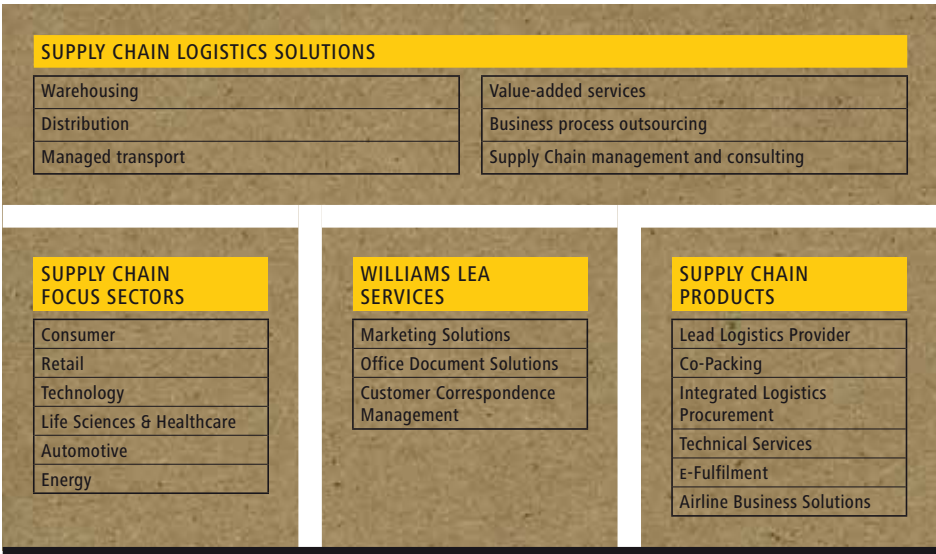 SUPPLY CHAIN LOGISTICS SOLUTIONS
Warehousing
Distribution
Managed transport
Value-added services
Business process outsourcing
Supply Chain management and consulting
SUPPLY CHAIN
FOCUS SECTORS
Consumer
Retail
Technology
Life Sciences & Healthcare
Automotive
Energy
WILLIAMS LEA
SERVICES
Marketing Solutions
Office Document Solutions
Customer Correspondence
Management
SUPPLY CHAIN
PRODUCTS
Lead Logistics Provider
Co-Packing
Integrated Logistics
Procurement
Technical Services
E-Fulfilment
Airline Business Solutions